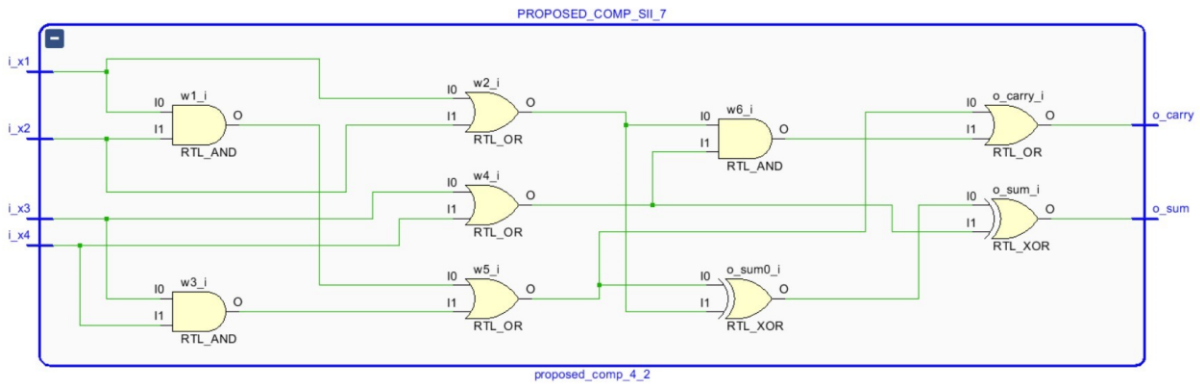 PROPOSED_COMP_SII_7
i_x1
i_x2
i_x3
i_x4
I0
I1
w1_i
O
RTL_AND
I0
I1
w3_i
O
RTL_AND
I0
I1
w2_i
O
RTL_OR
I0
I1
w4_i
O
RTL_OR
I0
I1
w5_i
O
RTL_OR
I0
I1
w6_i
O
RTL_AND
I0
I1
o_sum0_i
O
RTL_XOR
I0
I1
o_carry_i
O
RTL_OR
I0
I1
o_sum_i
O
RTL_XOR
o_carry
o_sum
proposed_comp_4_2